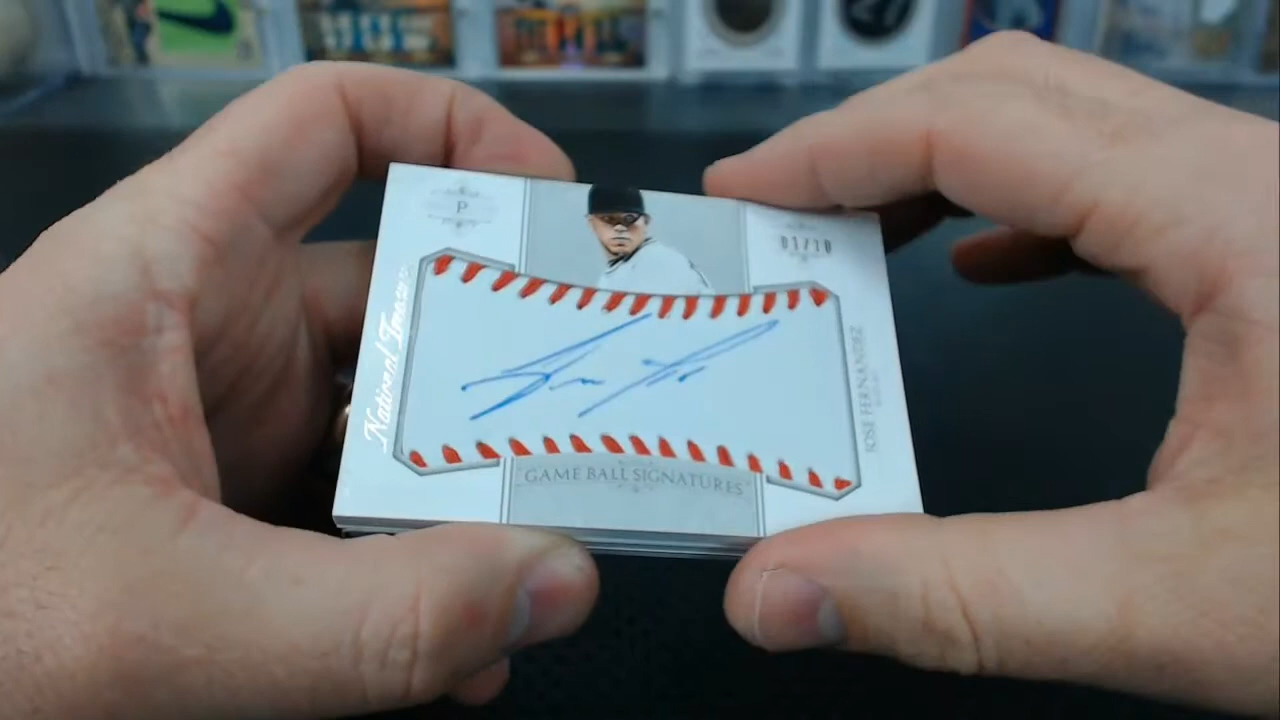 P
01/10
National Treasures
JOSE FERNANDEZ
GAME BALL SIGNATURES